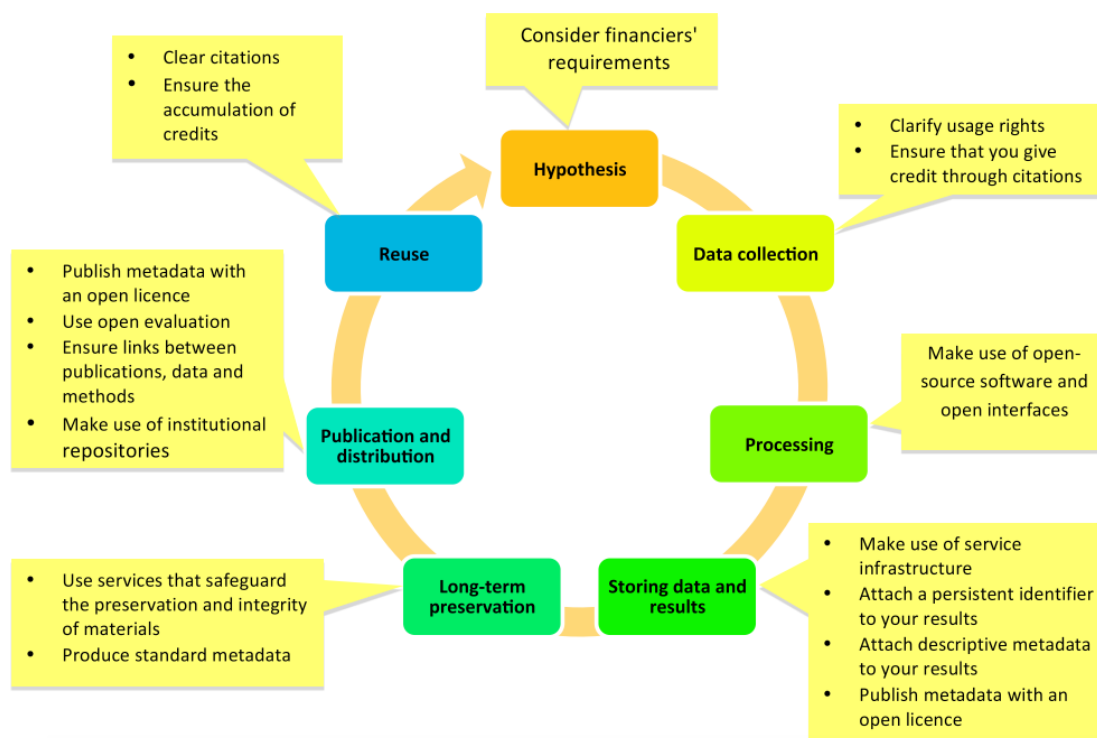 Consider financiers'
requirements
Hypothesis
• Clarify usage rights
• Ensure that you give
credit through citations
Data collection
Make use of open-
source software and
open interfaces
Processing
• Make use of service
infrastructure
• Attach a persistent identifier
to your results
• Attach descriptive metadata
to your results
• Publish metadata with an
open licence
Storing data and
results
• Use services that safeguard
the preservation and integrity
of materials
• Produce standard metadata
Long-term
preservation
• Publish metadata with
an open licence
• Use open evaluation
• Ensure links between
publications, data and
methods
• Make use of institutional
repositories
Publication and
distribution
• Clear citations
• Ensure the
accumulation of
credits
Reuse